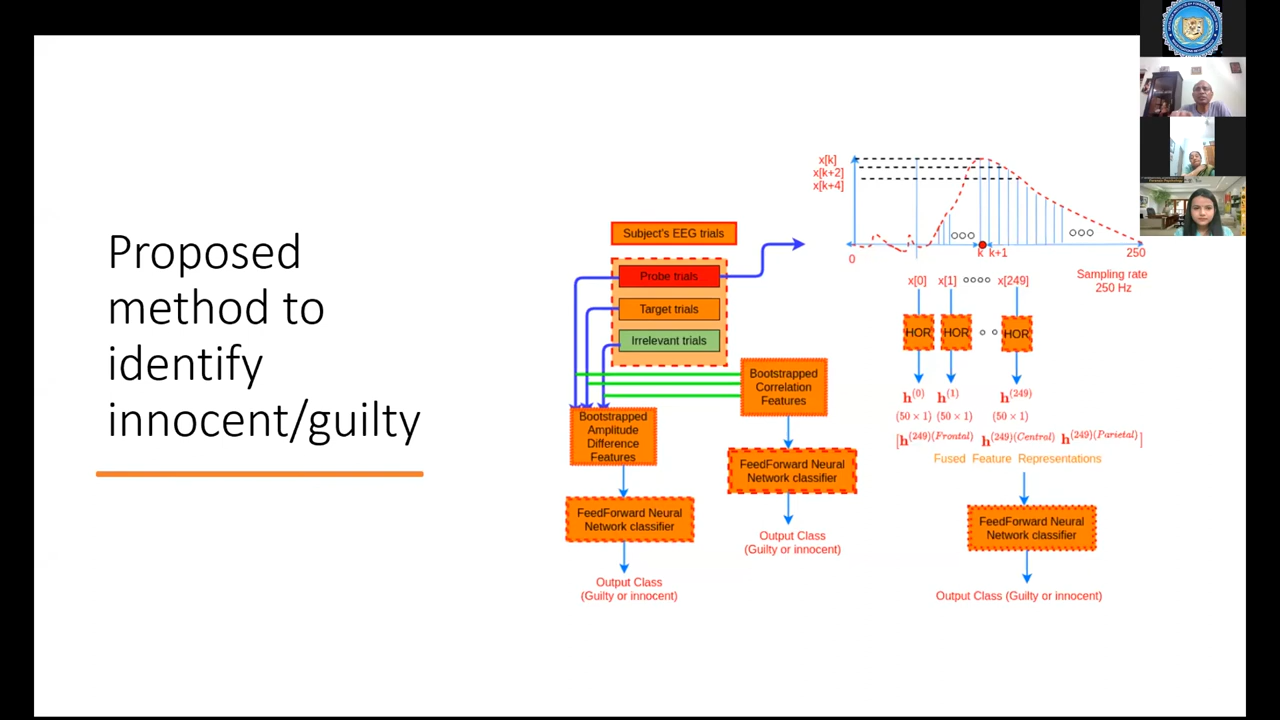 Proposed
method to
identify
innocent/guilty
Subject's EEG trials
Probe trials
Target trials
Irrelevant trials
Bootstrapped
Amplitude
Difference
Features
FeedForward Neural
Network classifier
Output Class
(Guilty or innocent)
Bootstrapped
Correlation
Features
FeedForward Neural
Network classifier
Output Class
(Guilty or innocent)
x[k]
x[k+2]
x[k+4]
0
k k+1
250
Sampling rate
250 Hz
x[0] x[1] x[249]
HOR HOR HOR
h(0) h(1) h(249)
(50 × 1) (50 × 1) (50 × 1)
[h(249)(Frontal) h(249)(Centrol) h(249)(Parietal)]
Fused Feature Representations
FeedForward Neural
Network classifier
Output Class (Guilty or innocent)